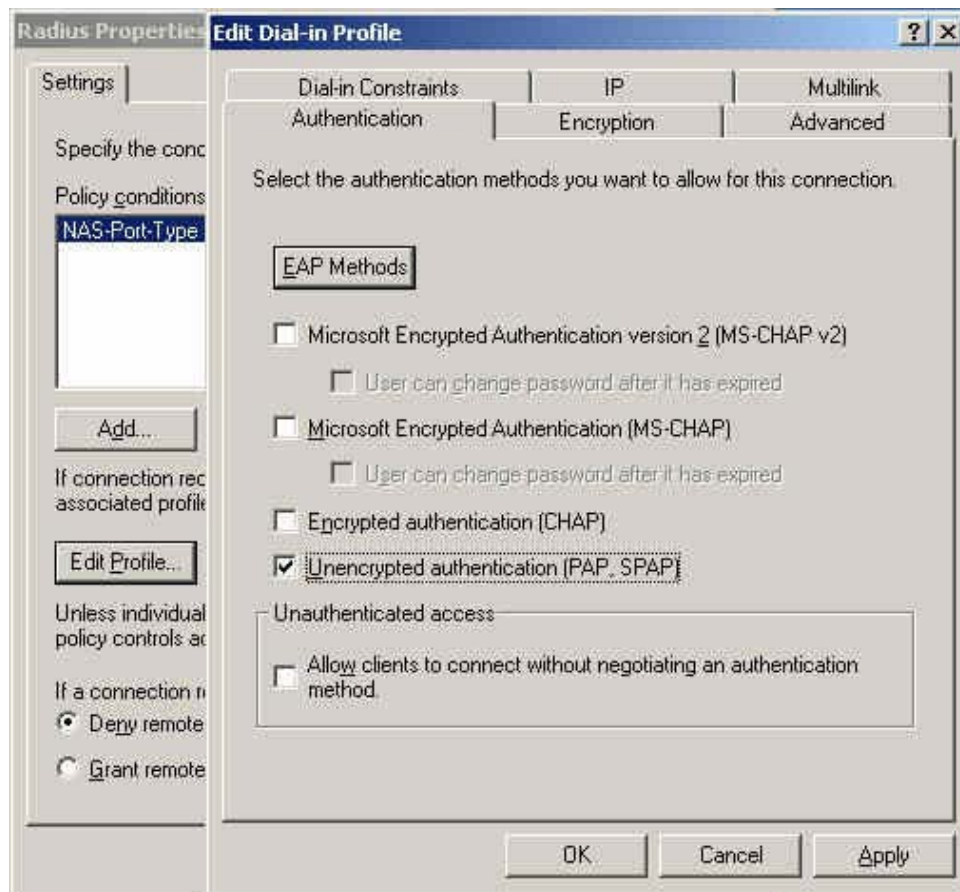 Radius Properties
Edit Dial-in Profile
Settings
Specify the conc
Policy conditions
NAS-Port-Type
Add...
If connection rec
associated profile
Edit Profile...
Unless individual
policy controls ac
If a connection r
Deny remote
Grant remote
Dial-in Constraints
IP
Multilink
Authentication
Encryption
Advanced
Select the authentication methods you want to allow for this connection.
EAP Methods
Microsoft Encrypted Authentication version 2 (MS-CHAP v2)
User can change password after it has expired
Microsoft Encrypted Authentication (MS-CHAP)
User can change password after it has expired
Encrypted authentication (CHAP)
Unencrypted authentication (PAP, SPAP)
Unauthenticated access
Allow clients to connect without negotiating an authentication
method.
OK
Cancel
Apply